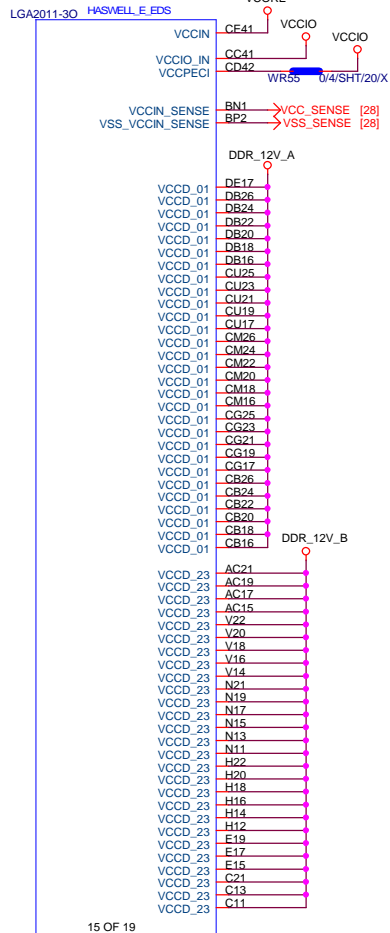 LGA2011-3O HASWELL_E_EDS
VCCIO
VCCIO
VCCIN CE41
VCCIO_IN CC41
VCCPECI CD42
WR55 0/4/SHT/20/X
VCCIN_SENSE BN1 VCC_SENSE [28]
VSS_VCCIN_SENSE BP2 VSS_SENSE [28]
DDR_12V_A
VCCD_01 DE17
VCCD_01 DB26
VCCD_01 DB24
VCCD_01 DB22
VCCD_01 DB20
VCCD_01 DB18
VCCD_01 DB16
VCCD_01 CU25
VCCD_01 CU23
VCCD_01 CU21
VCCD_01 CU19
VCCD_01 CU17
VCCD_01 CM26
VCCD_01 CM24
VCCD_01 CM22
VCCD_01 CM20
VCCD_01 CM18
VCCD_01 CM16
VCCD_01 CG25
VCCD_01 CG23
VCCD_01 CG21
VCCD_01 CG19
VCCD_01 CG17
VCCD_01 CB26
VCCD_01 CB24
VCCD_01 CB22
VCCD_01 CB20
VCCD_01 CB18
VCCD_01 CB16
DDR_12V_B
VCCD_23 AC21
VCCD_23 AC19
VCCD_23 AC17
VCCD_23 AC15
VCCD_23 V22
VCCD_23 V20
VCCD_23 V18
VCCD_23 V16
VCCD_23 V14
VCCD_23 N21
VCCD_23 N19
VCCD_23 N17
VCCD_23 N15
VCCD_23 N13
VCCD_23 N11
VCCD_23 H22
VCCD_23 H20
VCCD_23 H18
VCCD_23 H16
VCCD_23 H14
VCCD_23 H12
VCCD_23 E19
VCCD_23 E17
VCCD_23 E15
VCCD_23 C21
VCCD_23 C13
VCCD_23 C11
15 OF 19